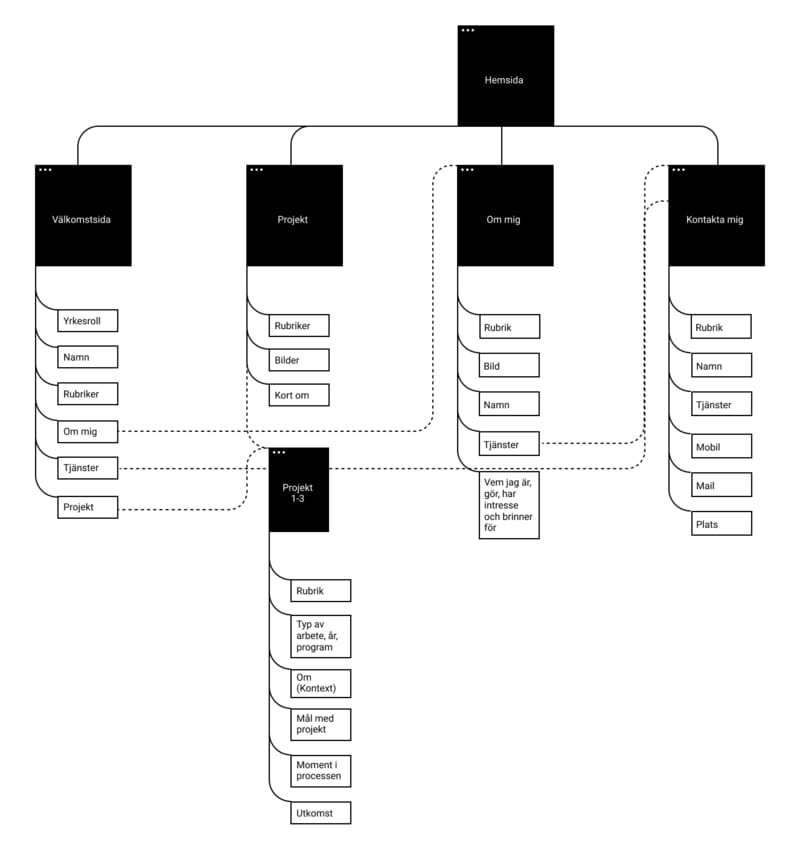 Hemsida
Välkomstsida
Projekt
Om mig
Kontakta mig
Yrkesroll
Namn
Rubriker
Om mig
Tjänster
Projekt
Rubriker
Bilder
Kort om
Projekt
1-3
Rubrik
Typ av
arbete, år,
program
Om
(Kontext)
Mål med
projekt
Moment i
processen
Utkomst
Rubrik
Bild
Namn
Tjänster
Vem jag är,
gör, har
intresse
och brinner
för
Rubrik
Namn
Tjänster
Mobil
Mail
Plats